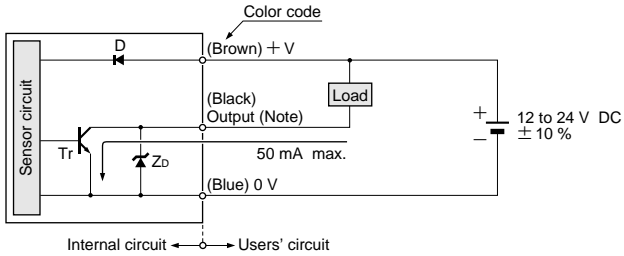 Color code
D
(Brown) + V
Sensor circuit
(Black)
Output (Note)
Load
+
−
12 to 24 V DC
± 10 %
Tr
ZD
50 mA max.
(Blue) 0 V
Internal circuit
Users' circuit